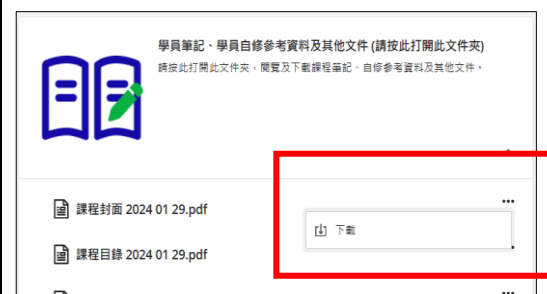 學員筆記、學員自修參考資料及其他文件 (請按此打開此文件夾)
請按此打開此文件夾，閱覽及下載課程筆記、自修參考資料及其他文件。
課程封面 2024 01 29.pdf
下載
課程目錄 2024 01 29.pdf